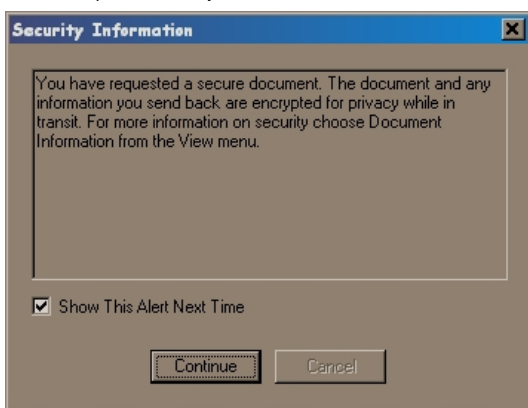 Security Information
You have requested a secure document. The document and any
information you send back are encrypted for privacy while in
transit. For more information on security choose Document
Information from the View menu.
Show This Alert Next Time
Continue
Cancel